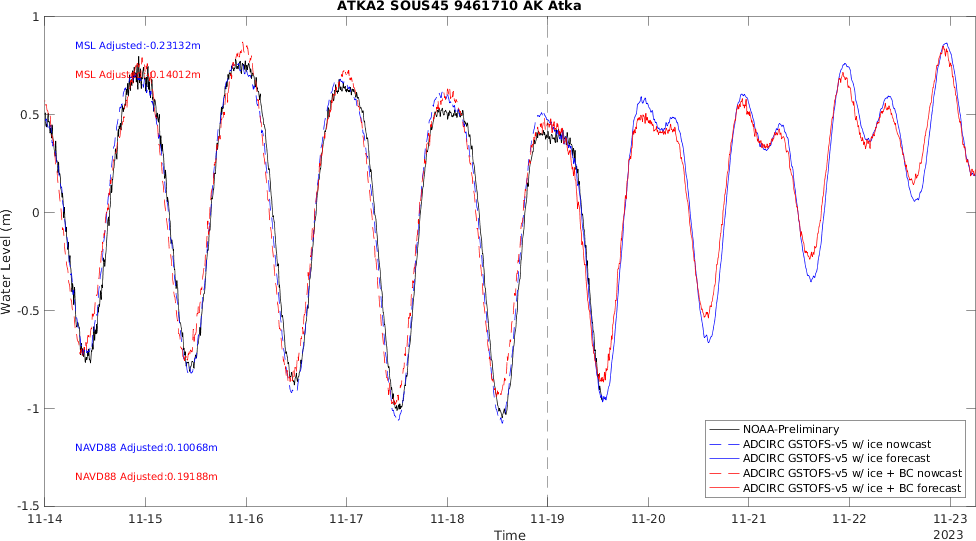 ATKA2 SOUS45 9461710 AK Atka
1
MSL Adjusted:-0.23132m
MSL Adjusted:-0.14012m
0.5
0
Water Level (m)
-0.5
-1
NAVD88 Adjusted:0.10068m
NAVD88 Adjusted:0.19188m
NOAA-Preliminary
ADCIRC GSTOFS-v5 w/ ice nowcast
ADCIRC GSTOFS-v5 w/ ice forecast
ADCIRC GSTOFS-v5 w/ ice + BC nowcast
ADCIRC GSTOFS-v5 w/ ice + BC forecast
-1.5
11-14 11-15 11-16 11-17 11-18 11-19 11-20 11-21 11-22 11-23
Time
2023